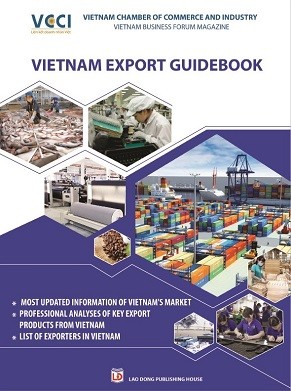 VCCI
VIETNAM CHAMBER OF COMMERCE AND INDUSTRY
VIETNAM BUSINESS FORUM MAGAZINE
VIETNAM EXPORT GUIDEBOOK
MOST UPDATED INFORMATION OF VIETNAM'S MARKET
PROFESSIONAL ANALYSES OF KEY EXPORT
PRODUCTS FROM VIETNAM
LIST OF EXPORTERS IN VIETNAM
LĐ
LAO DONG PUBLISHING HOUSE